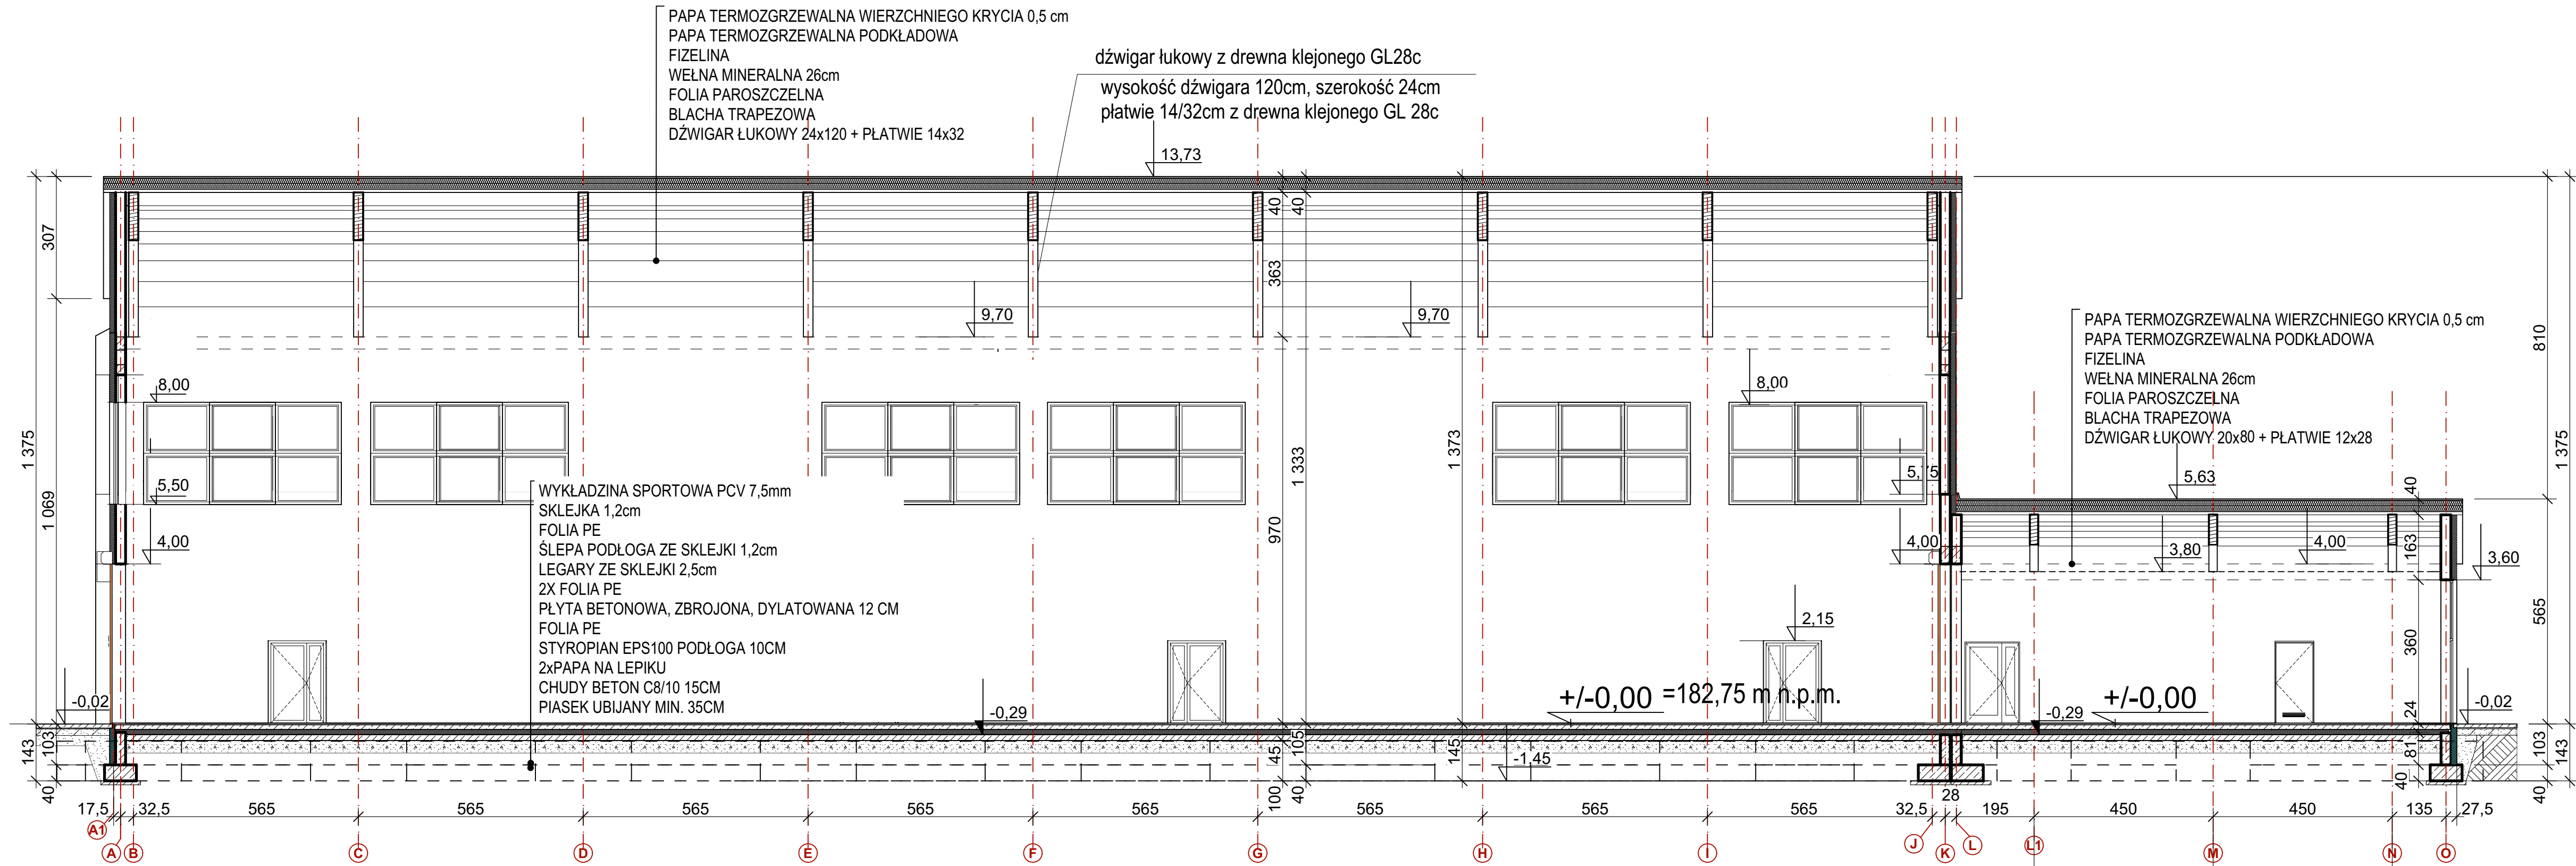 PAPA TERMOZGRZEWALNA WIERZCHNIEGO KRYCIA 0,5 cm
PAPA TERMOZGRZEWALNA PODKŁADOWA
FIZELINA
WEŁNA MINERALNA 26cm
FOLIA PAROSZCZELNA
BLACHA TRAPEZOWA
DŹWIGAR ŁUKOWY 24x120 + PŁATWIE 14x32
dźwigar łukowy z drewna klejonego GL28c
wysokość dźwigara 120cm, szerokość 24cm
płatwie 14/32cm z drewna klejonego GL 28c
13,73
307
40
40
363
9,70
9,70
PAPA TERMOZGRZEWALNA WIERZCHNIEGO KRYCIA 0,5 cm
PAPA TERMOZGRZEWALNA PODKŁADOWA
FIZELINA
WEŁNA MINERALNA 26cm
FOLIA PAROSZCZELNA
BLACHA TRAPEZOWA
DŹWIGAR ŁUKOWY 20x80 + PŁATWIE 12x28
810
8,00
8,00
1 375
1 069
1 333
1 373
1 375
5,50
5,75
5,63
40
WYKŁADZINA SPORTOWA PCV 7,5mm
SKLEJKA 1,2cm
FOLIA PE
ŚLEPA PODŁOGA ZE SKLEJKI 1,2cm
LEGARY ZE SKLEJKI 2,5cm
2X FOLIA PE
PŁYTA BETONOWA, ZBROJONA, DYLATOWANA 12 CM
FOLIA PE
STYROPIAN EPS100 PODŁOGA 10CM
2xPAPA NA LEPIKU
CHUDY BETON C8/10 15CM
PIASEK UBIJANY MIN. 35CM
4,00
970
4,00
3,80
4,00
163
3,60
2,15
360
565
+/-0,00 =182,75 m n.p.m.
+/-0,00
-0,02
-0,29
-0,29
24
-0,02
143
103
40
45
105
100
40
145
-1,45
81
40
103
143
40
17,5
32,5
565
565
565
565
565
565
565
565
32,5
28
195
450
450
135
27,5
A1
A
B
C
D
E
F
G
H
I
J
K
L
L1
M
N
O